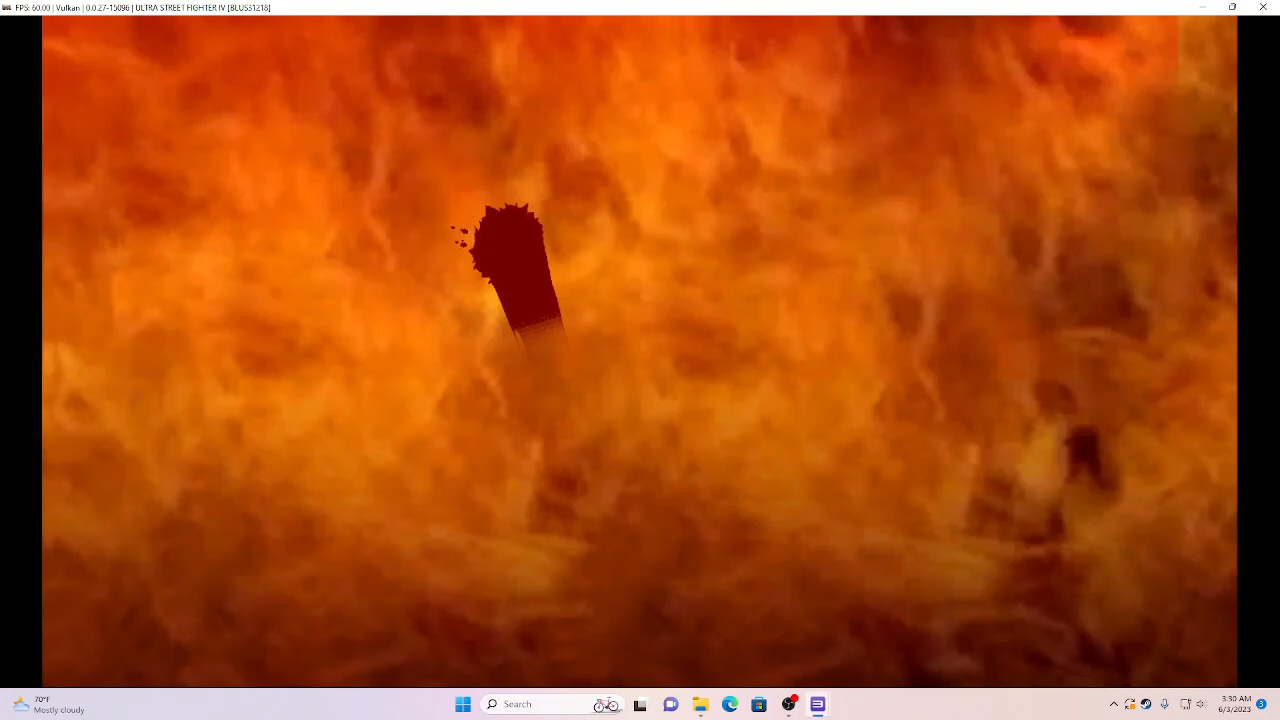 FPS: 60.00 | Vulkan | 0.0.27-15096 | ULTRA STREET FIGHTER IV [BLUS31218]
70°F
Mostly cloudy
Search
3:30 AM
6/3/2023
3